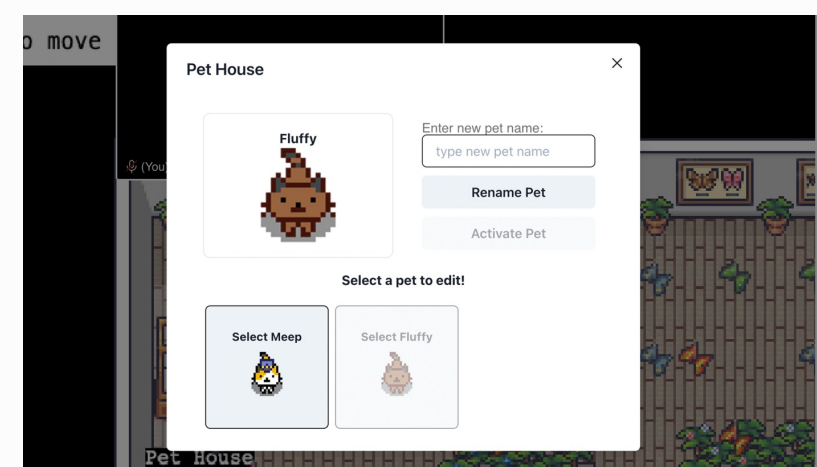 o move
Pet House
Fluffy
Enter new pet name:
type new pet name
(You)
Rename Pet
Activate Pet
Select a pet to edit!
Select Meep
Select Fluffy
Pet House